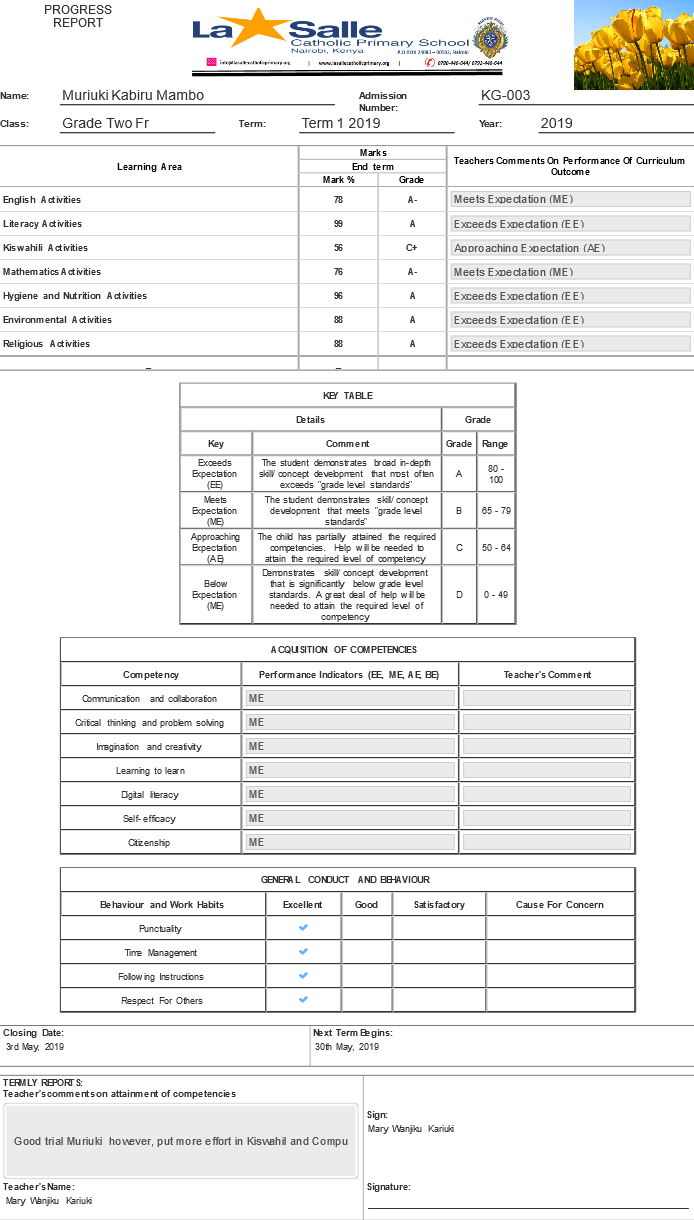 PROGRESS
REPORT
La Salle
Catholic Primary School
Nairobi, Kenya
P.O BOX 24083 – 00502, Nairobi
info@lasallecatholicprimary.org | www.lasallecatholicprimary.org | 0780-446-044/ 0792-446-044
Name: Muriuki Kabiru Mambo Admission Number: KG-003
Class: Grade Two Fr Term: Term 1 2019 Year: 2019
Learning Area Marks Teachers Comments On Performance Of Curriculum Outcome
End term
Mark % Grade
English Activities 78 A- Meets Expectation (ME)
Literacy Activities 99 A Exceeds Expectation (EE)
Kiswahili Activities 56 C+ Approaching Expectation (AE)
Mathematics Activities 76 A- Meets Expectation (ME)
Hygiene and Nutrition Activities 96 A Exceeds Expectation (EE)
Environmental Activities 88 A Exceeds Expectation (EE)
Religious Activities 88 A Exceeds Expectation (EE)
_ _
KEY TABLE
Details Grade
Key Comment Grade Range
Exceeds Expectation (EE) The student demonstrates broad in-depth skill/ concept development that most often exceeds "grade level standards" A 80 - 100
Meets Expectation (ME) The student demonstrates skill/ concept development that meets "grade level standards" B 65 - 79
Approaching Expectation (AE) The child has partially attained the required competencies. Help will be needed to attain the required level of competency C 50 - 64
Below Expectation (ME) Demonstrates skill/ concept development that is significantly below grade level standards. A great deal of help will be needed to attain the required level of competency D 0 - 49
ACQUISITION OF COMPETENCIES
Competency Performance Indicators (EE, ME, AE, BE) Teacher's Comment
Communication and collaboration ME
Critical thinking and problem solving ME
Imagination and creativity ME
Learning to learn ME
Digital literacy ME
Self- efficacy ME
Citizenship ME
GENERAL CONDUCT AND BEHAVIOUR
Behaviour and Work Habits Excellent Good Satisfactory Cause For Concern
Punctuality ✓
Time Management ✓
Following Instructions ✓
Respect For Others ✓
Closing Date: Next Term Begins:
3rd May, 2019 30th May, 2019
TERMLY REPORTS:
Teacher's comments on attainment of competencies
Good trial Muriuki however, put more effort in Kiswahil and Compu
Sign:
Mary Wanjiku Kariuki
Teacher's Name: Signature:
Mary Wanjiku Kariuki